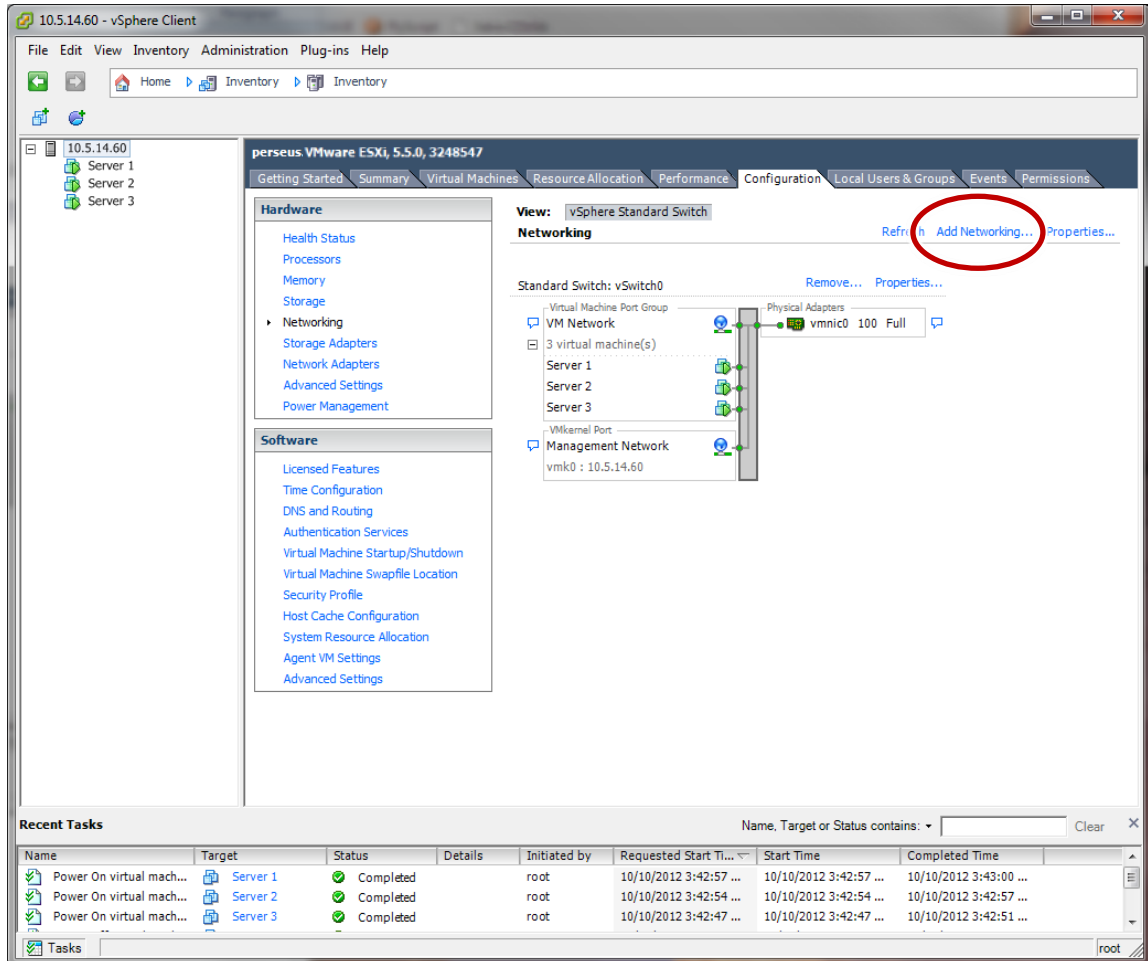 10.5.14.60 - vSphere Client
File Edit View Inventory Administration Plug-ins Help
Home Inventory Inventory
10.5.14.60
Server 1
Server 2
Server 3
perseus VMware ESXi, 5.5.0, 3248547
Getting Started Summary Virtual Machines Resource Allocation Performance Configuration Local Users & Groups Events Permissions
Hardware
Health Status
Processors
Memory
Storage
Networking
Storage Adapters
Network Adapters
Advanced Settings
Power Management
Software
Licensed Features
Time Configuration
DNS and Routing
Authentication Services
Virtual Machine Startup/Shutdown
Virtual Machine Swapfile Location
Security Profile
Host Cache Configuration
System Resource Allocation
Agent VM Settings
Advanced Settings
View: vSphere Standard Switch
Networking Refresh Add Networking... Properties...
Standard Switch: vSwitch0 Remove... Properties...
Virtual Machine Port Group Physical Adapters
VM Network vmnic0 100 Full
3 virtual machine(s)
Server 1
Server 2
Server 3
VMkernel Port
Management Network
vmk0 : 10.5.14.60
Recent Tasks Name, Target or Status contains: Clear
Name Target Status Details Initiated by Requested Start Ti... Start Time Completed Time
Power On virtual mach... Server 1 Completed root 10/10/2012 3:42:57 ... 10/10/2012 3:42:57 ... 10/10/2012 3:43:00 ...
Power On virtual mach... Server 2 Completed root 10/10/2012 3:42:54 ... 10/10/2012 3:42:54 ... 10/10/2012 3:42:57 ...
Power On virtual mach... Server 3 Completed root 10/10/2012 3:42:47 ... 10/10/2012 3:42:47 ... 10/10/2012 3:42:51 ...
Tasks root